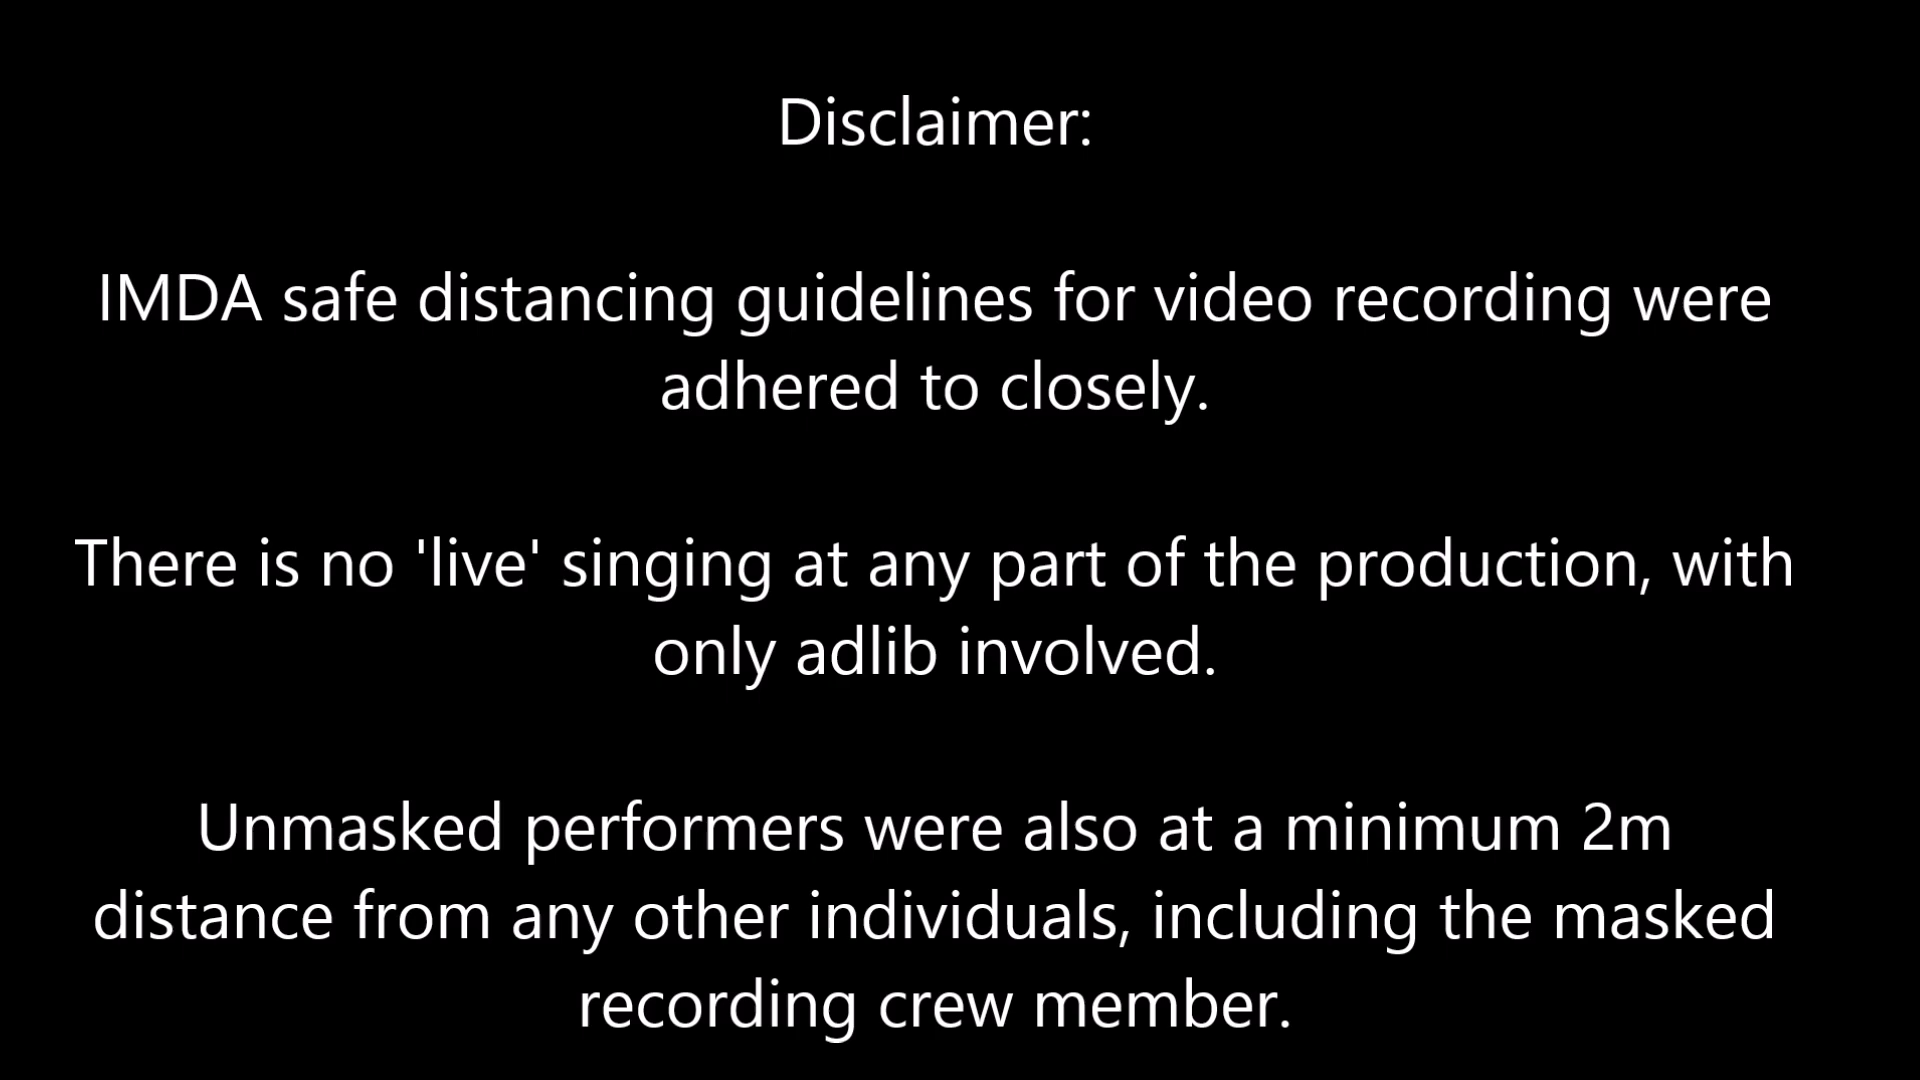 Disclaimer:
IMDA safe distancing guidelines for video recording were
adhered to closely.
There is no 'live' singing at any part of the production, with
only adlib involved.
Unmasked performers were also at a minimum 2m
distance from any other individuals, including the masked
recording crew member.